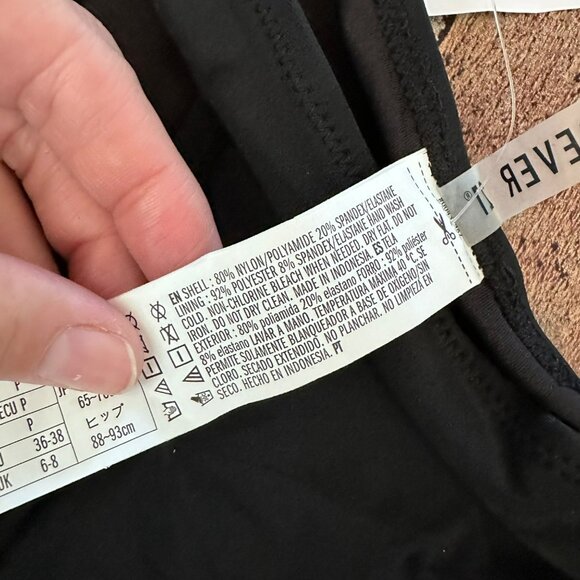 EN SHELL: 80% NYLON/POLYAMIDE 20% SPANDEX/ELASTANE
LINING: 92% POLYESTER 8% SPANDEX/ELASTANE HAND WASH
COLD. NON-CHLORINE BLEACH WHEN NEEDED. DRY FLAT. DO NOT
IRON. DO NOT DRY CLEAN. MADE IN INDONESIA. ES TELA
EXTERIOR: 80% poliamida 20% elastano FORRO: 92% poliéster
8% elastano LAVAR A MANO. TEMPERATURA MAXIMA 40 °C. SE
PERMITE SOLAMENTE BLANQUEADOR A BASE DE OXIGENO/SIN
CLORO. SECADO EXTENDIDO. NO PLANCHAR. NO LIMPIEZA EN
SECO. HECHO EN INDONESIA. PT
P
ECU P
P
36-38
6-8
UK
ヒップ
88-93cm
EVER